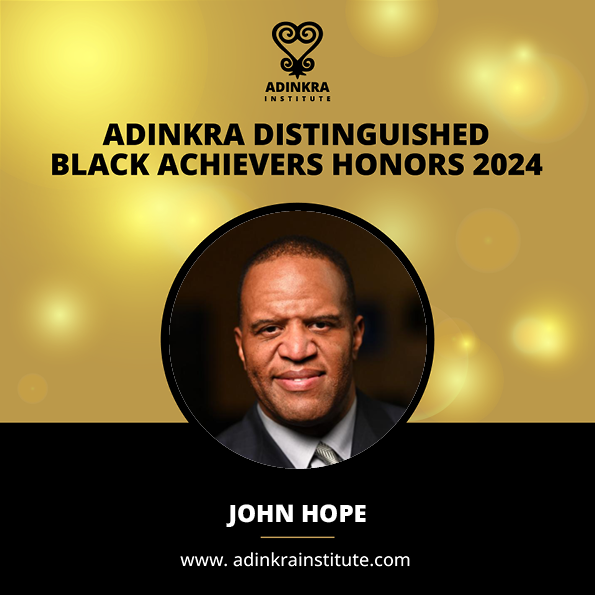 ADINKRA
INSTITUTE
ADINKRA DISTINGUISHED
BLACK ACHIEVERS HONORS 2024
JOHN HOPE
www. adinkrainstitute.com